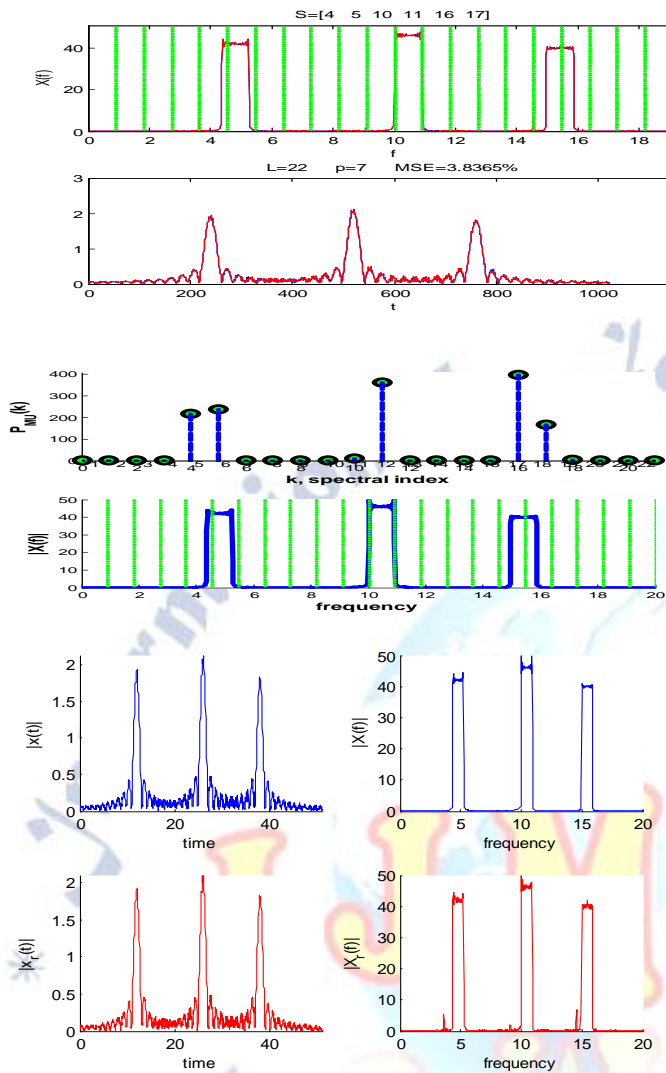 S=[4 5 10 11 16 17]
X(f)
40
20
0
0 2 4 6 8 10 12 14 16 18
f
L=22 p=7 MSE=3.8365%
3
2
1
0
0 200 400 600 800 1000
t
P_MU(k)
400
300
200
100
0
k, spectral index
|X(f)|
50
40
30
20
10
0
0 2 4 6 8 10 12 14 16 18 20
frequency
|x(t)|
2
1.5
1
0.5
0
0 20 40
time
|X(f)|
50
40
30
20
10
0
0 5 10 15 20
frequency
|x_r(t)|
2
1.5
1
0.5
0
0 20 40
time
|X_r(f)|
50
40
30
20
10
0
0 5 10 15 20
frequency
IJM